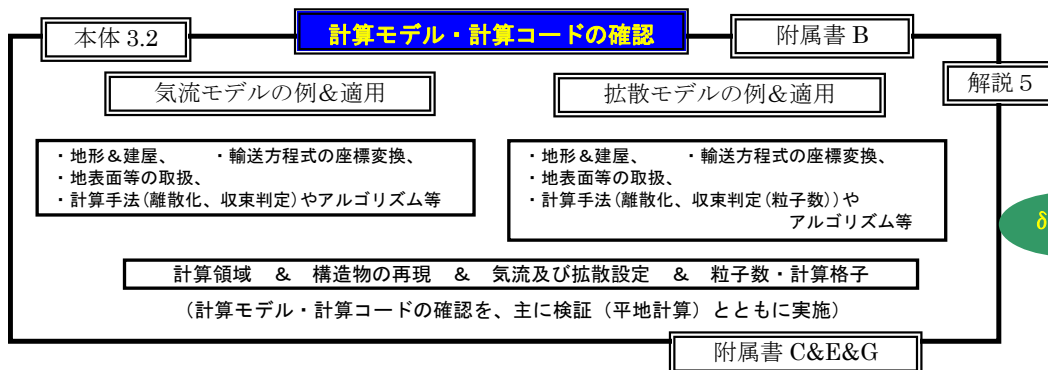 本体 3.2
計算モデル・計算コードの確認
附属書 B
解説 5
気流モデルの例&適用
拡散モデルの例&適用
・地形&建屋、　・輸送方程式の座標変換、
・地表面等の取扱、
・計算手法(離散化、収束判定)やアルゴリズム等
・地形&建屋、　・輸送方程式の座標変換、
・地表面等の取扱、
・計算手法(離散化、収束判定(粒子数))や
アルゴリズム等
δ
計算領域　&　構造物の再現　&　気流及び拡散設定　&　粒子数・計算格子
(計算モデル・計算コードの確認を、主に検証（平地計算）とともに実施)
附属書 C&E&G